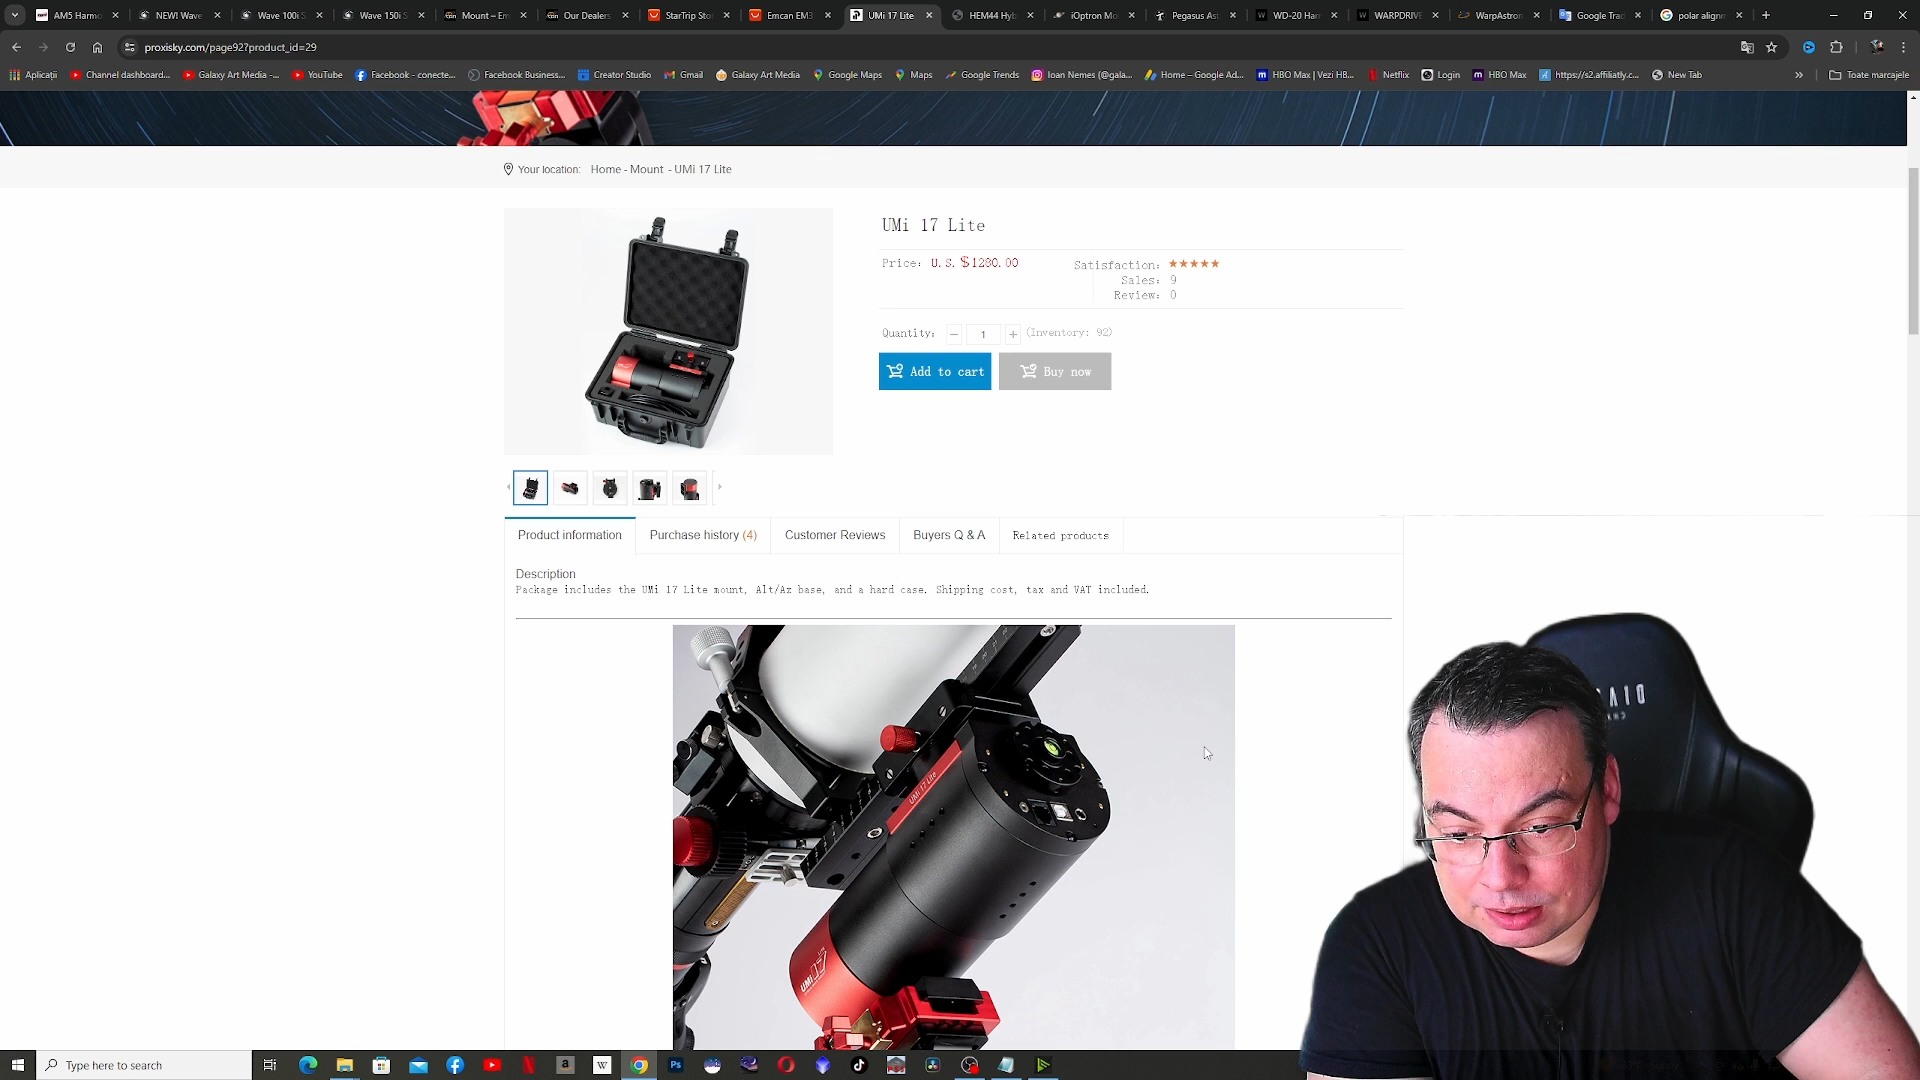 AM5 Harmo
NEW! Wave
Wave 100i S
Wave 150i S
Mount – Em
Our Dealers
StarTrip Sto
Emcan EM3
UMi 17 Lite
HEM44 Hyb
iOptron Mo
Pegasus Ast
WD-20 Har
WARPDRIVE
WarpAstron
Google Trad
polar alignm
proxisky.com/page92?product_id=29
Aplicații
Channel dashboard...
Galaxy Art Media -...
YouTube
Facebook - conecte...
Facebook Business...
Creator Studio
Gmail
Galaxy Art Media
Google Maps
Maps
Google Trends
Ioan Nemes (@gala...
Home – Google Ad...
HBO Max | Vezi HB...
Netflix
Login
HBO Max
https://s2.affiliatly.c...
New Tab
Toate marcajele
Your location: Home - Mount - UMi 17 Lite
UMi 17 Lite
Price: U.S.$1280.00
Satisfaction: ★★★★★
Sales: 9
Review: 0
Quantity: − 1 + (Inventory: 92)
Add to cart
Buy now
Product information
Purchase history (4)
Customer Reviews
Buyers Q & A
Related products
Description
Package includes the UMi 17 Lite mount, Alt/Az base, and a hard case. Shipping cost, tax and VAT included.
UMi 17 Lite
UMi 17
Type here to search